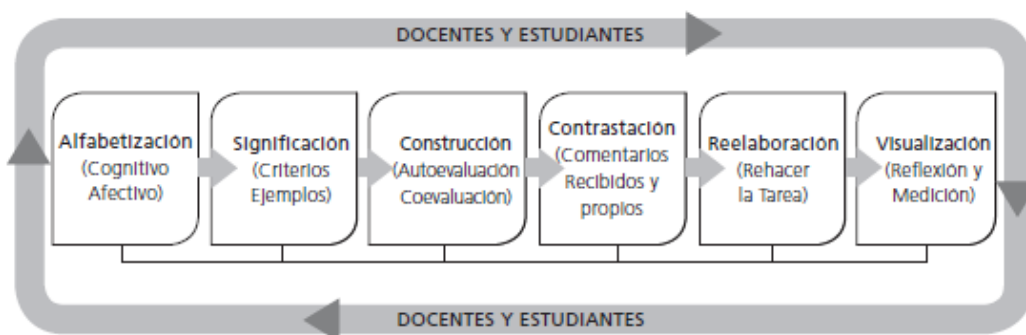 DOCENTES Y ESTUDIANTES
Alfabetización
(Cognitivo
Afectivo)
Significación
(Criterios
Ejemplos)
Construcción
(Autoevaluación
Coevaluación)
Contrastación
(Comentarios
Recibidos y
propios
Reelaboración
(Rehacer
la Tarea)
Visualización
(Reflexión y
Medición)
DOCENTES Y ESTUDIANTES